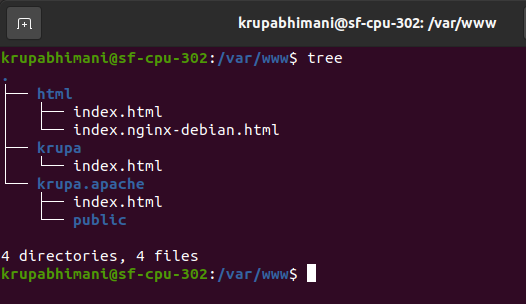 krupabhimani@sf-cpu-302: /var/www
krupabhimani@sf-cpu-302:/var/www$ tree
.
├── html
│   ├── index.html
│   └── index.nginx-debian.html
├── krupa
│   └── index.html
└── krupa.apache
    ├── index.html
    └── public
4 directories, 4 files
krupabhimani@sf-cpu-302:/var/www$